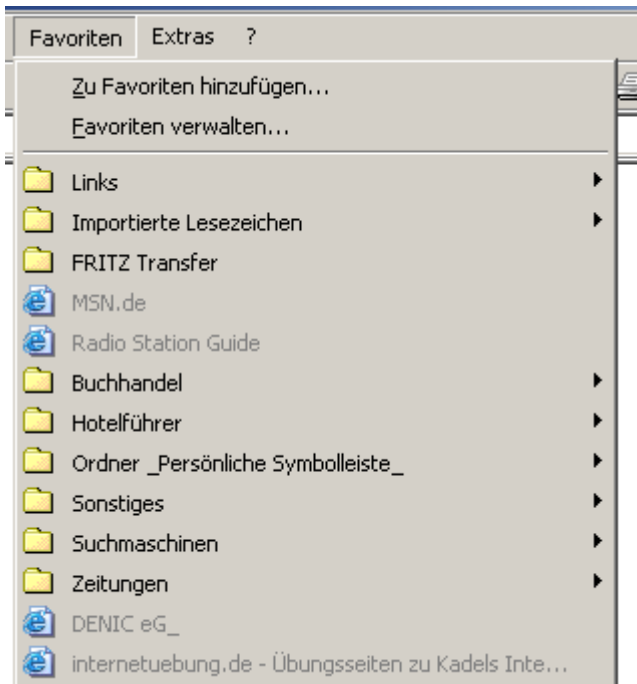 Favoriten Extras ?
Zu Favoriten hinzufügen...
Favoriten verwalten...
Links
Importierte Lesezeichen
FRITZ Transfer
MSN.de
Radio Station Guide
Buchhandel
Hotelführer
Ordner _Persönliche Symbolleiste_
Sonstiges
Suchmaschinen
Zeitungen
DENIC eG_
internetuebung.de - Übungsseiten zu Kadels Inte...